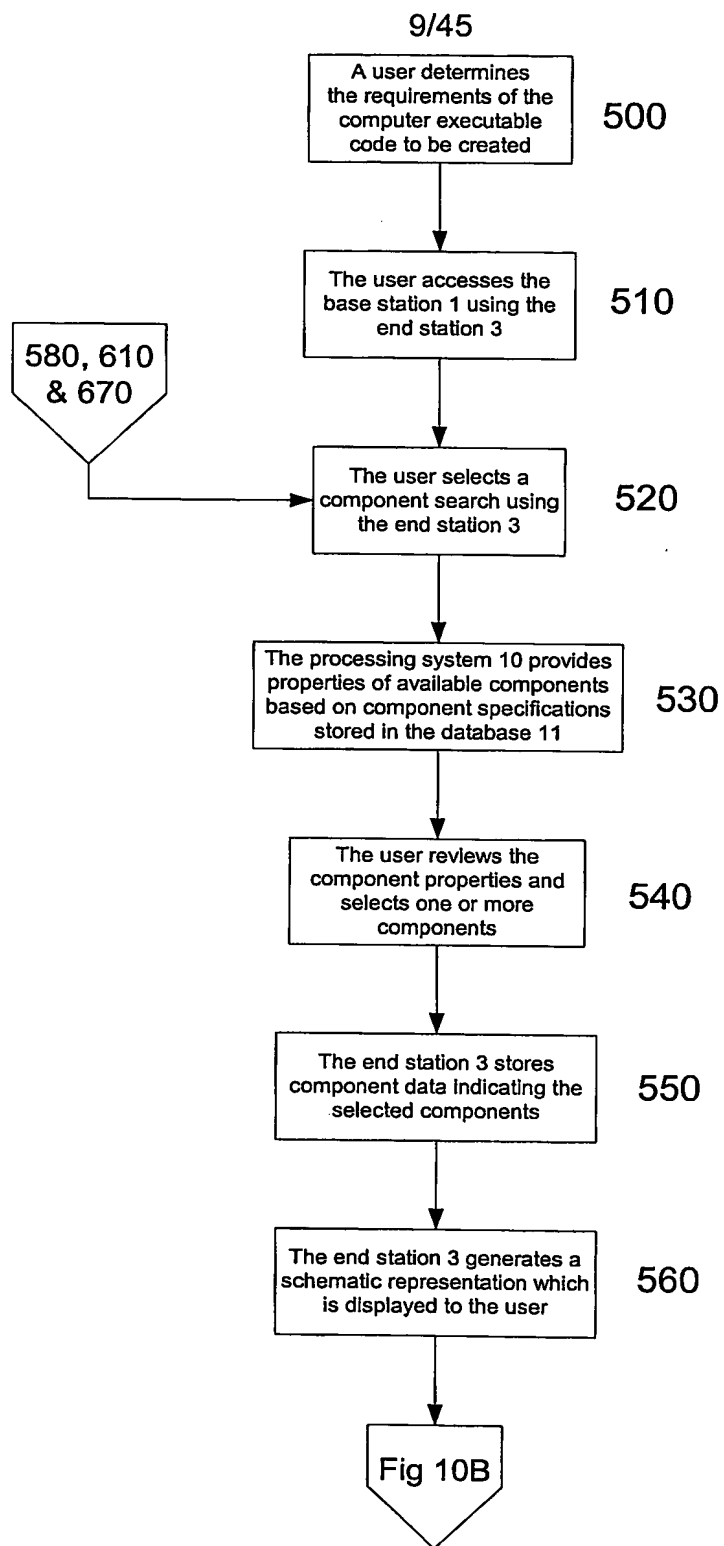 9/45
A user determines
the requirements of the
computer executable
code to be created
500
The user accesses the
base station 1 using the
end station 3
510
580, 610
& 670
The user selects a
component search using
the end station 3
520
The processing system 10 provides
properties of available components
based on component specifications
stored in the database 11
530
The user reviews the
component properties and
selects one or more
components
540
The end station 3 stores
component data indicating the
selected components
550
The end station 3 generates a
schematic representation which
is displayed to the user
560
Fig 10B